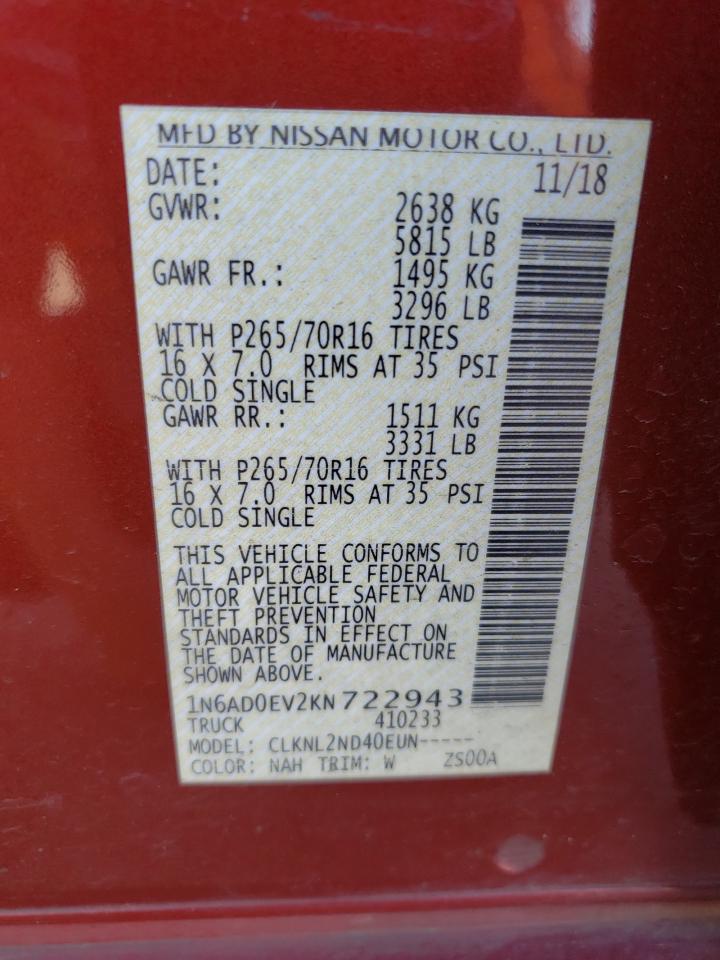 MFD BY NISSAN MOTOR CO., LTD.
DATE: 11/18
GVWR: 2638 KG
5815 LB
GAWR FR.: 1495 KG
3296 LB
WITH P265/70R16 TIRES
16 X 7.0 RIMS AT 35 PSI
COLD SINGLE
GAWR RR.: 1511 KG
3331 LB
WITH P265/70R16 TIRES
16 X 7.0 RIMS AT 35 PSI
COLD SINGLE
THIS VEHICLE CONFORMS TO
ALL APPLICABLE FEDERAL
MOTOR VEHICLE SAFETY AND
THEFT PREVENTION
STANDARDS IN EFFECT ON
THE DATE OF MANUFACTURE
SHOWN ABOVE.
1N6AD0EV2KN722943
TRUCK 410233
MODEL: CLKNL2ND40EUN-----
COLOR: NAH TRIM: W ZS00A